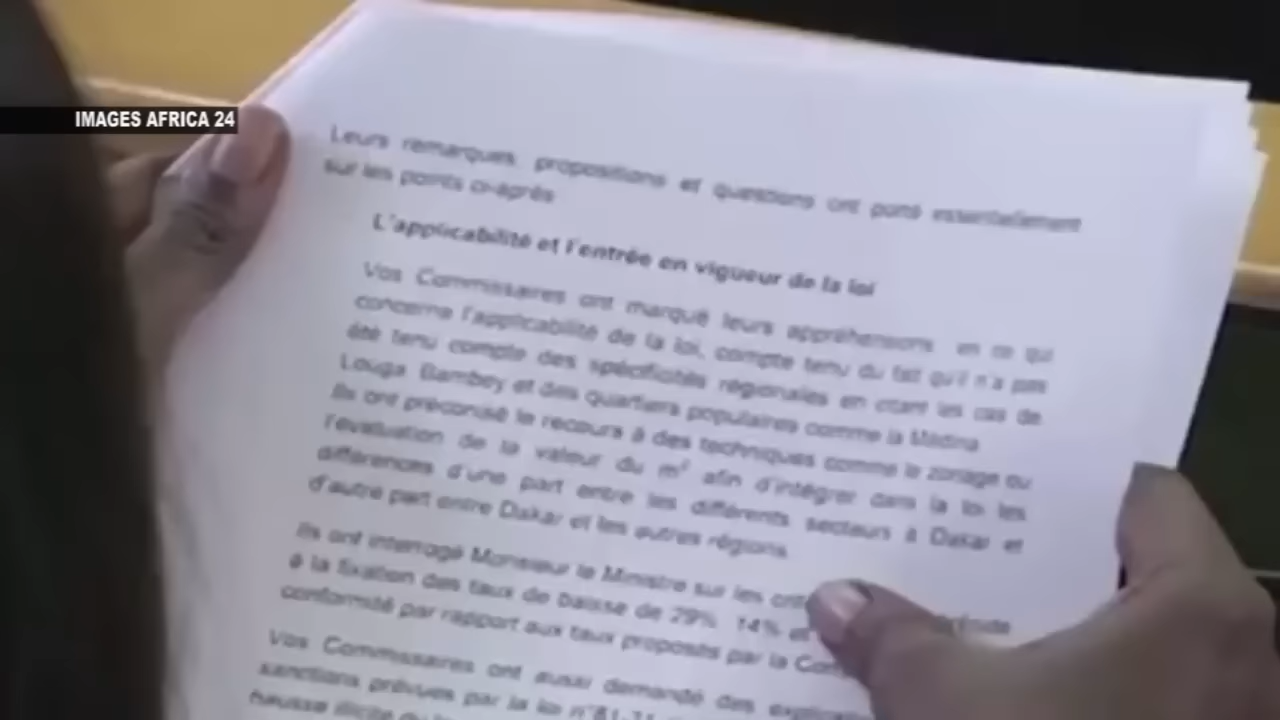 IMAGES AFRICA 24
Leurs remarques, propositions et questions ont porté essentiellement
sur les points ci-après
L'applicabilité et l'entrée en vigueur de la loi
Vos Commissaires ont marqué leurs appréhensions en ce qui
concerne l'applicabilité de la loi, compte tenu du fait qu'il n'a pas
été tenu compte des spécificités régionales en citant les cas de
Louga, Bambey et des quartiers populaires comme la Médina
Ils ont préconisé le recours à des techniques comme le zonage ou
l'évaluation de la valeur du m² afin d'intégrer dans la loi les
différences d'une part entre les différents secteurs à Dakar et
d'autre part entre Dakar et les autres régions.
Ils ont interrogé Monsieur le Ministre sur les
à la fixation des taux de baisse de 29% 14% et
conformité par rapport aux taux proposés par la
Vos Commissaires ont aussi demandé des
sanctions prévues par la loi
hausse illicite